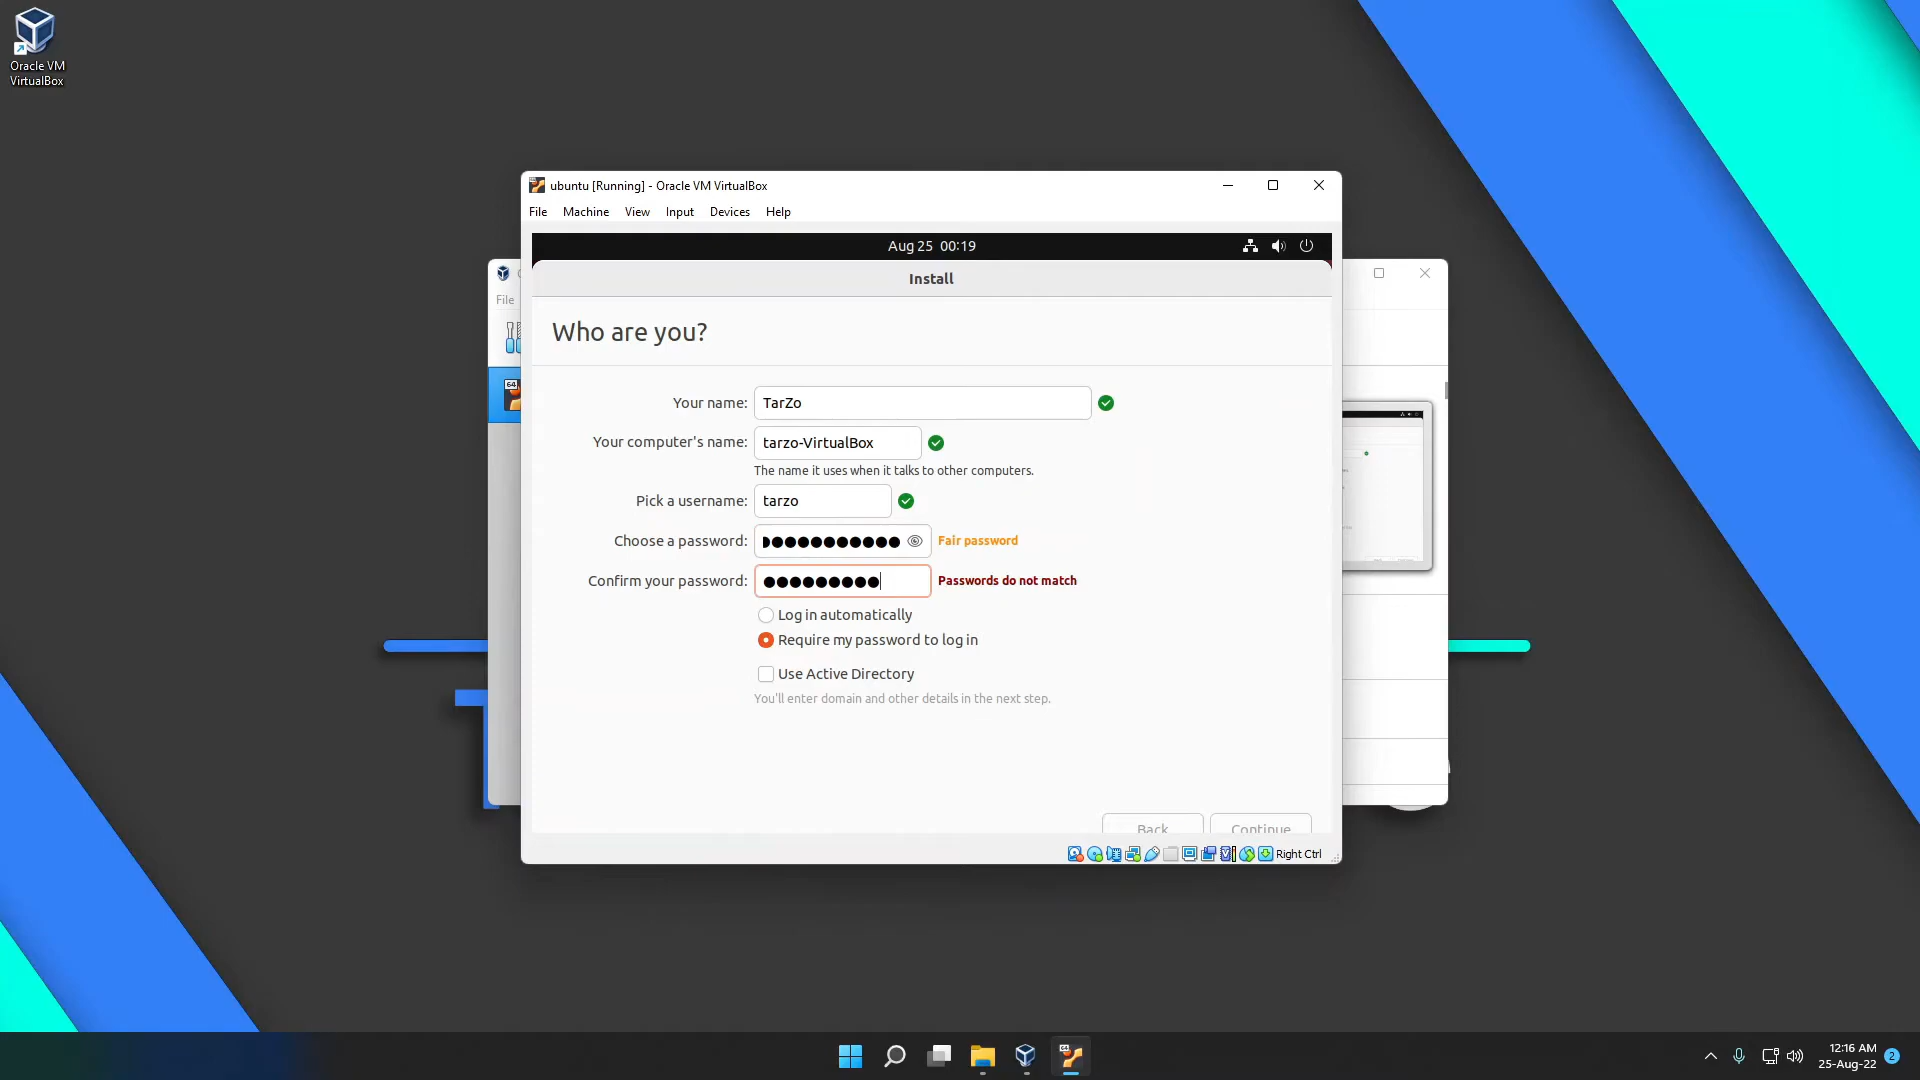 Oracle VM
VirtualBox
ubuntu [Running] - Oracle VM VirtualBox
File Machine View Input Devices Help
Aug 25 00:19
Install
File
64
Who are you?
Your name: TarZo
Your computer's name: tarzo-VirtualBox
The name it uses when it talks to other computers.
Pick a username: tarzo
Choose a password: ●●●●●●●●●●● Fair password
Confirm your password: ●●●●●●●●● Passwords do not match
Log in automatically
Require my password to log in
Use Active Directory
You'll enter domain and other details in the next step.
Back Continue
Right Ctrl
12:16 AM
25-Aug-22
2